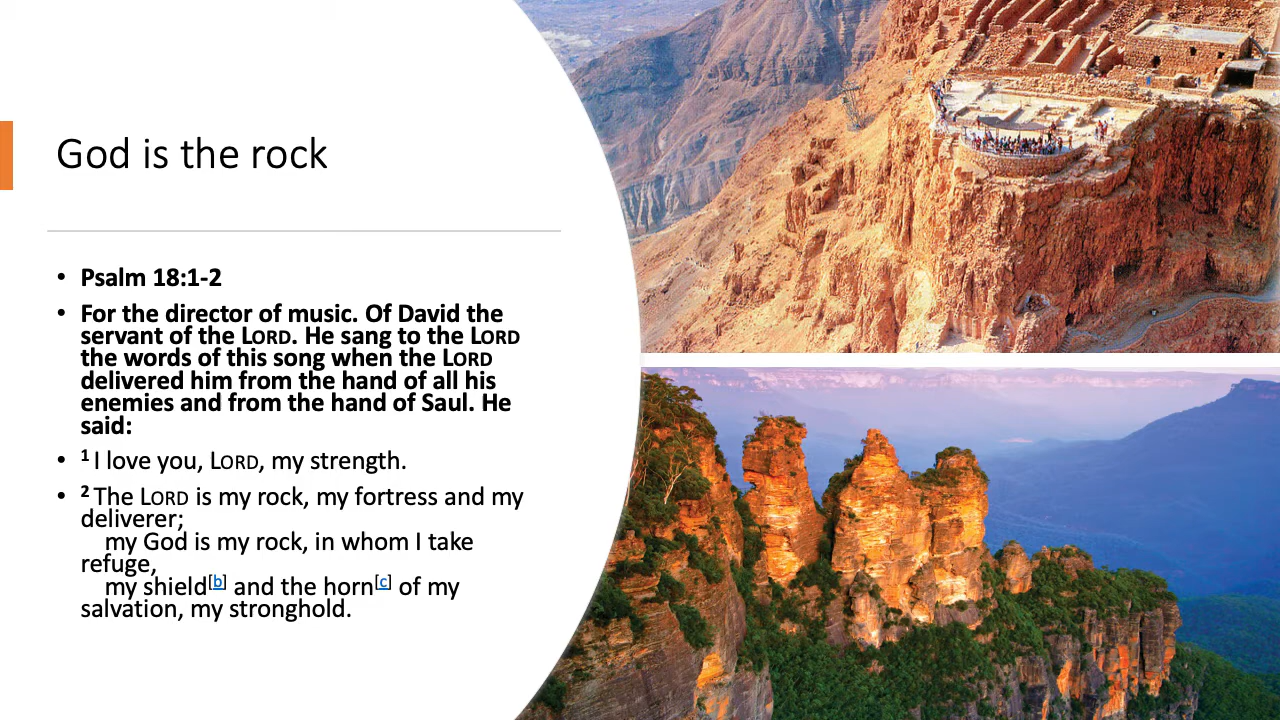 God is the rock
• Psalm 18:1-2
• For the director of music. Of David the
servant of the LORD. He sang to the LORD
the words of this song when the LORD
delivered him from the hand of all his
enemies and from the hand of Saul. He
said:
• 1 I love you, LORD, my strength.
• 2 The LORD is my rock, my fortress and my
deliverer;
my God is my rock, in whom I take
refuge,
my shield[b] and the horn[c] of my
salvation, my stronghold.